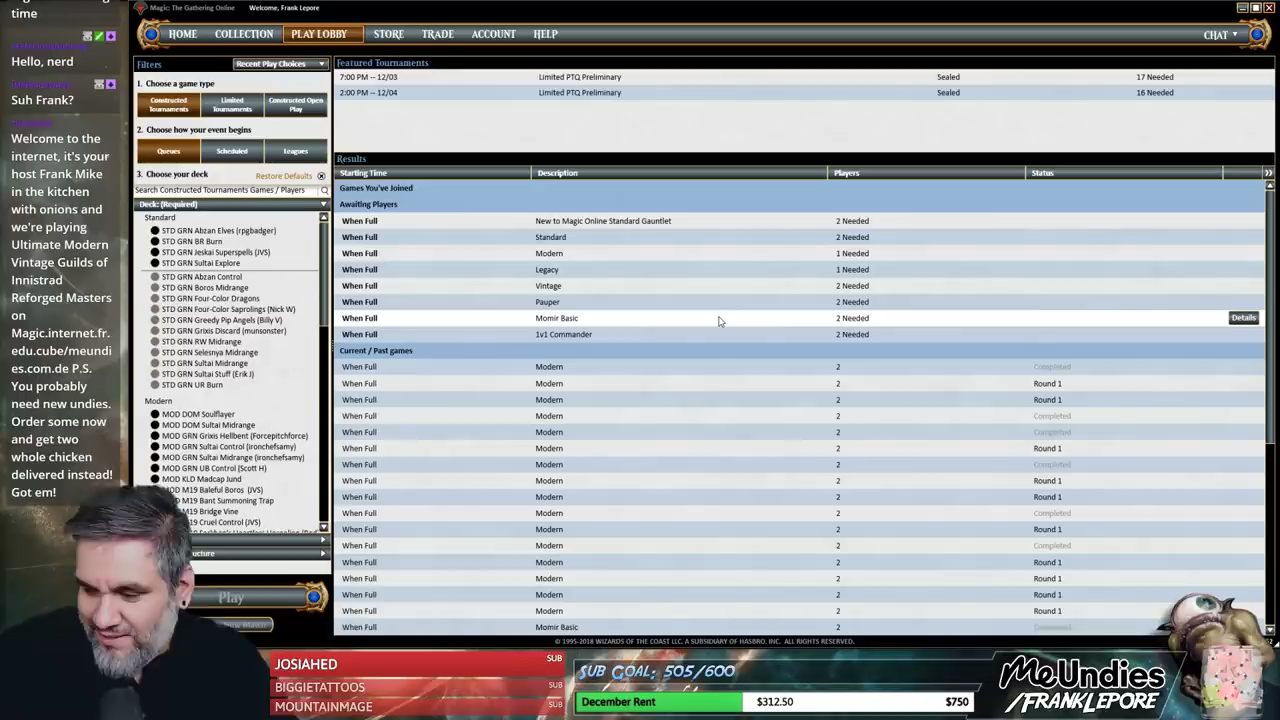 time
Hello, nerd
Suh Frank?
Welcome to the
internet, it's your
host Frank Mike
in the kitchen
with onions and
we're playing
Ultimate Modern
Vintage Guilds of
Innistrad
Reforged Masters
on
Magic.internet.fr.
edu.cube/meundi
es.com.de P.S.
You probably
need new undies.
Order some now
and get two
whole chicken
delivered instead!
Got em!
Magic: The Gathering Online
Welcome, Frank Lepore
HOME
COLLECTION
PLAY LOBBY
STORE
TRADE
ACCOUNT
HELP
CHAT
Filters
Recent Play Choices
1. Choose a game type
Constructed Tournaments
Limited Tournaments
Constructed Open Play
2. Choose how your event begins
Queues
Scheduled
Leagues
3. Choose your deck
Restore Defaults
Search Constructed Tournaments Games / Players
Deck: (Required)
Standard
STD GRN Abzan Elves (rpgbadger)
STD GRN BR Burn
STD GRN Jeskai Superspells (JVS)
STD GRN Sultai Explore
STD GRN Abzan Control
STD GRN Boros Midrange
STD GRN Four-Color Dragons
STD GRN Four-Color Saprolings (Nick W)
STD GRN Greedy Pip Angels (Billy V)
STD GRN Grixis Discard (munsonster)
STD GRN RW Midrange
STD GRN Selesnya Midrange
STD GRN Sultai Midrange
STD GRN Sultai Stuff (Erik J)
STD GRN UR Burn
Modern
MOD DOM Soulflayer
MOD DOM Sultai Midrange
MOD GRN Grixis Hellbent (Forcepitchforce)
MOD GRN Sultai Control (ironchefsamy)
MOD GRN Sultai Midrange (ironchefsamy)
MOD GRN UB Control (Scott H)
MOD KLD Madcap Jund
MOD M19 Baleful Boros (JVS)
M19 Bant Summoning Trap
M19 Bridge Vine
M19 Cruel Control (JVS)
Play
Featured Tournaments
7:00 PM -- 12/03 Limited PTQ Preliminary Sealed 17 Needed
2:00 PM -- 12/04 Limited PTQ Preliminary Sealed 16 Needed
Results
Starting Time Description Players Status
Games You've Joined
Awaiting Players
When Full New to Magic Online Standard Gauntlet 2 Needed
When Full Standard 2 Needed
When Full Modern 1 Needed
When Full Legacy 1 Needed
When Full Vintage 2 Needed
When Full Pauper 2 Needed
When Full Momir Basic 2 Needed Details
When Full 1v1 Commander 2 Needed
Current / Past games
When Full Modern 2 Completed
When Full Modern 2 Round 1
When Full Modern 2 Round 1
When Full Modern 2 Completed
When Full Modern 2 Completed
When Full Modern 2 Round 1
When Full Modern 2 Completed
When Full Modern 2 Round 1
When Full Modern 2 Round 1
When Full Modern 2 Completed
When Full Modern 2 Round 1
When Full Modern 2 Completed
When Full Modern 2 Round 1
When Full Modern 2 Round 1
When Full Modern 2 Round 1
When Full Modern 2 Round 1
When Full Momir Basic 2
© 1995-2018 WIZARDS OF THE COAST LLC, A SUBSIDIARY OF HASBRO, INC. ALL RIGHTS RESERVED.
JOSIAHED SUB
BIGGIETATTOOS SUB
MOUNTAINMAGE SUB
SUB GOAL: 505/600
December Rent $312.50 $750
MeUndies
/FRANKLEPORE